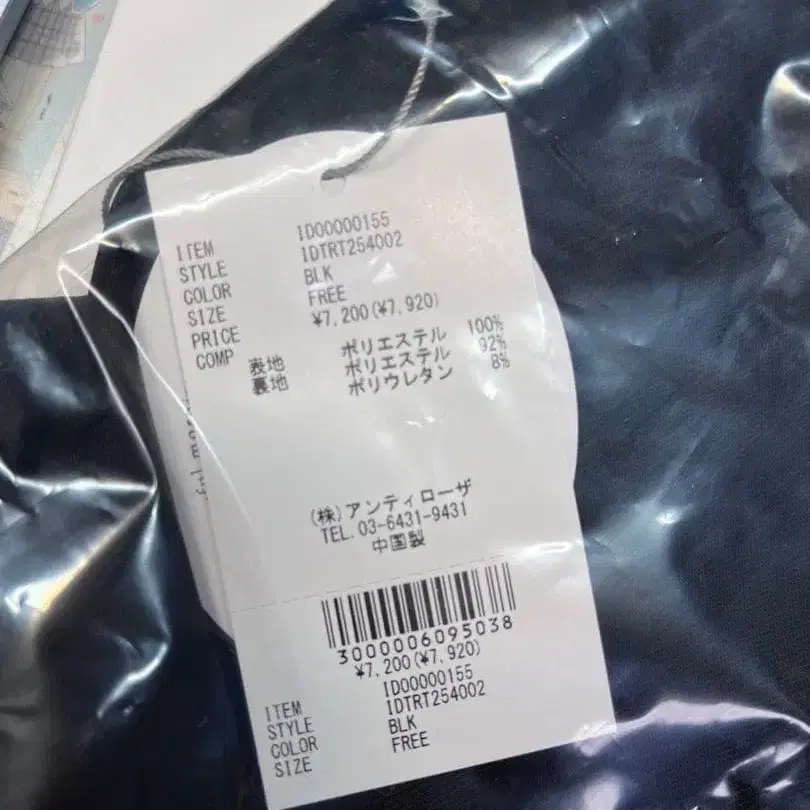 ITEM ID00000155
STYLE IDTRT254002
COLOR BLK
SIZE FREE
PRICE ¥7,200(¥7,920)
COMP 表地 ポリエステル 100%
裏地 ポリエステル 92%
ポリウレタン 8%
(株)アンティローザ
TEL.03-6431-9431
中国製
3000006095038
¥7,200(¥7,920)
ITEM ID00000155
STYLE IDTRT254002
COLOR BLK
SIZE FREE